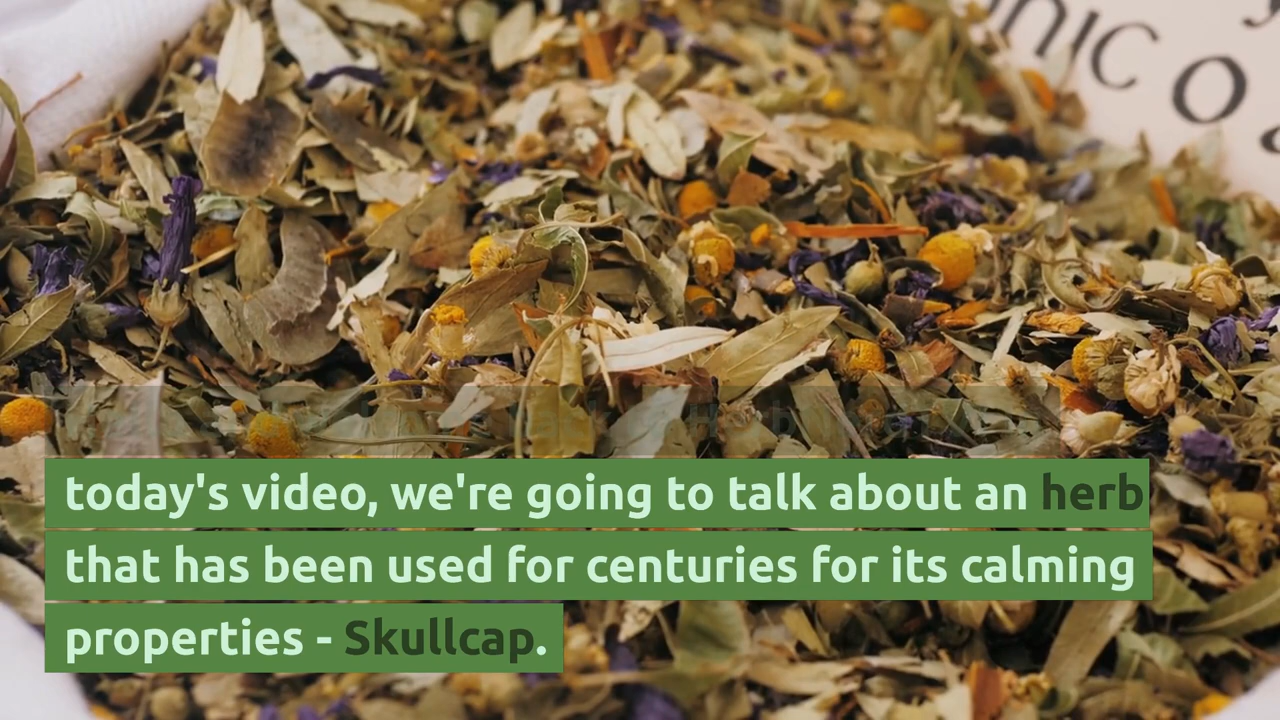 nic o
today's video, we're going to talk about an herb
that has been used for centuries for its calming
properties - Skullcap.